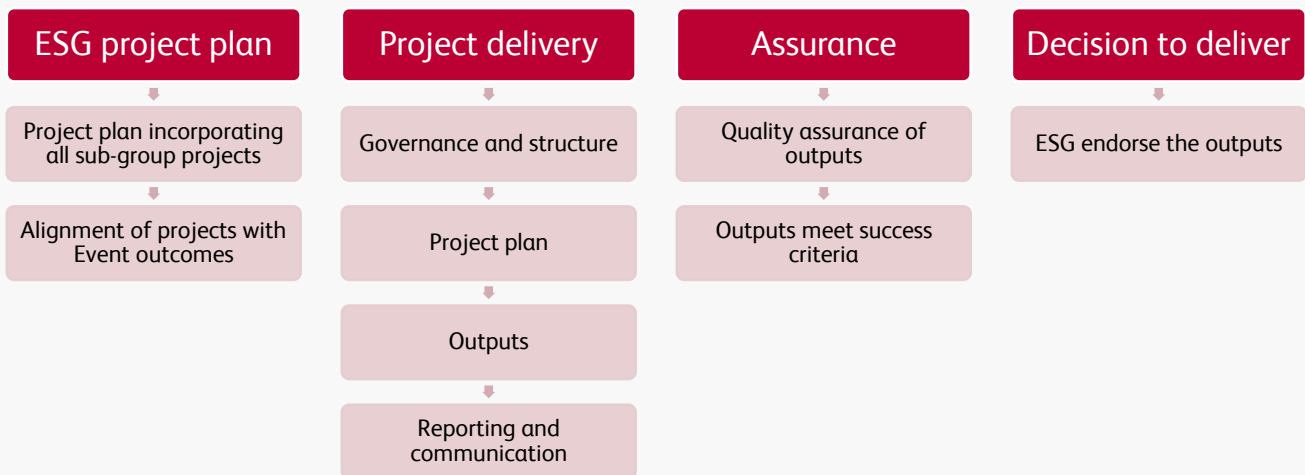 ESG project plan
Project plan incorporating
all sub-group projects
Alignment of projects with
Event outcomes
Project delivery
Governance and structure
Project plan
Outputs
Reporting and
communication
Assurance
Quality assurance of
outputs
Outputs meet success
criteria
Decision to deliver
ESG endorse the outputs